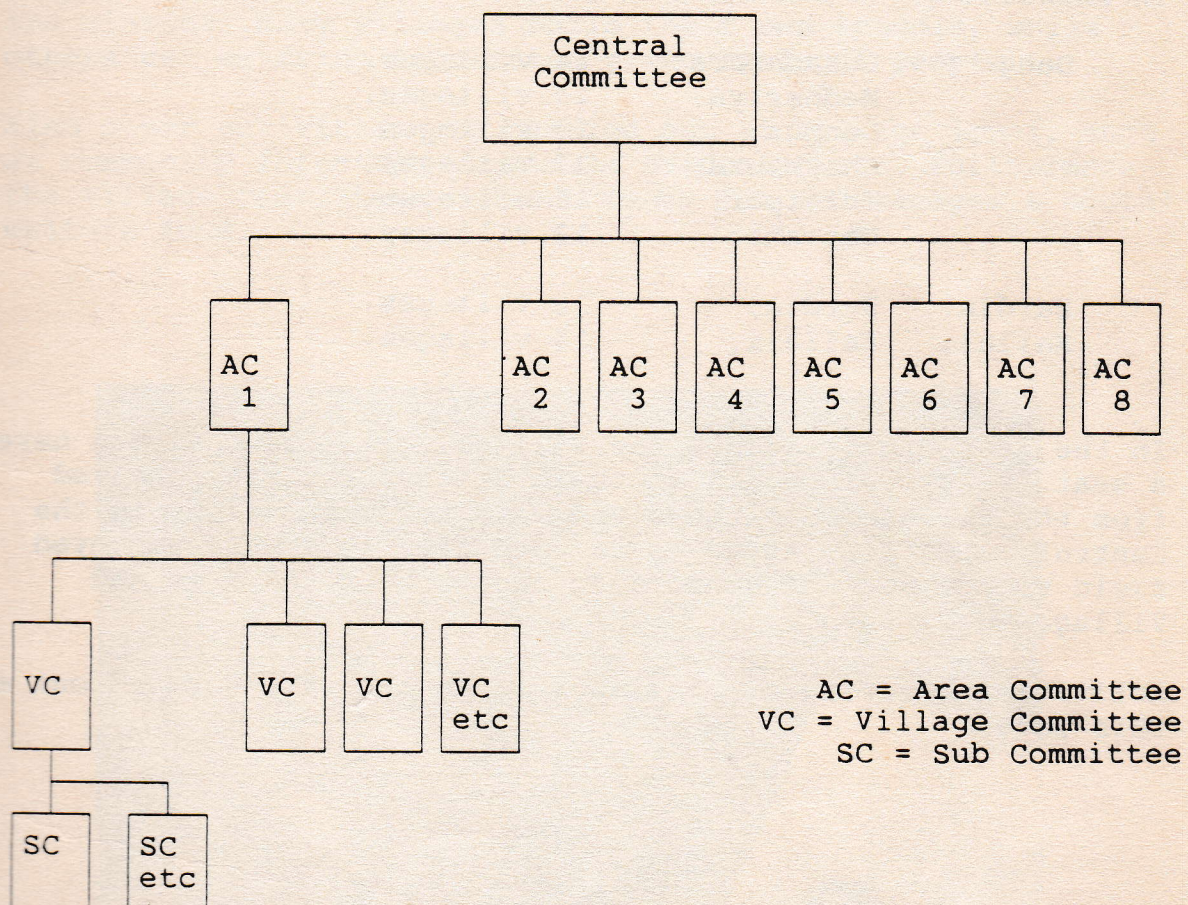 Central
Committee
AC
1
AC
2
AC
3
AC
4
AC
5
AC
6
AC
7
AC
8
VC
VC
VC
VC
etc
AC = Area Committee
VC = Village Committee
SC = Sub Committee
SC
SC
etc